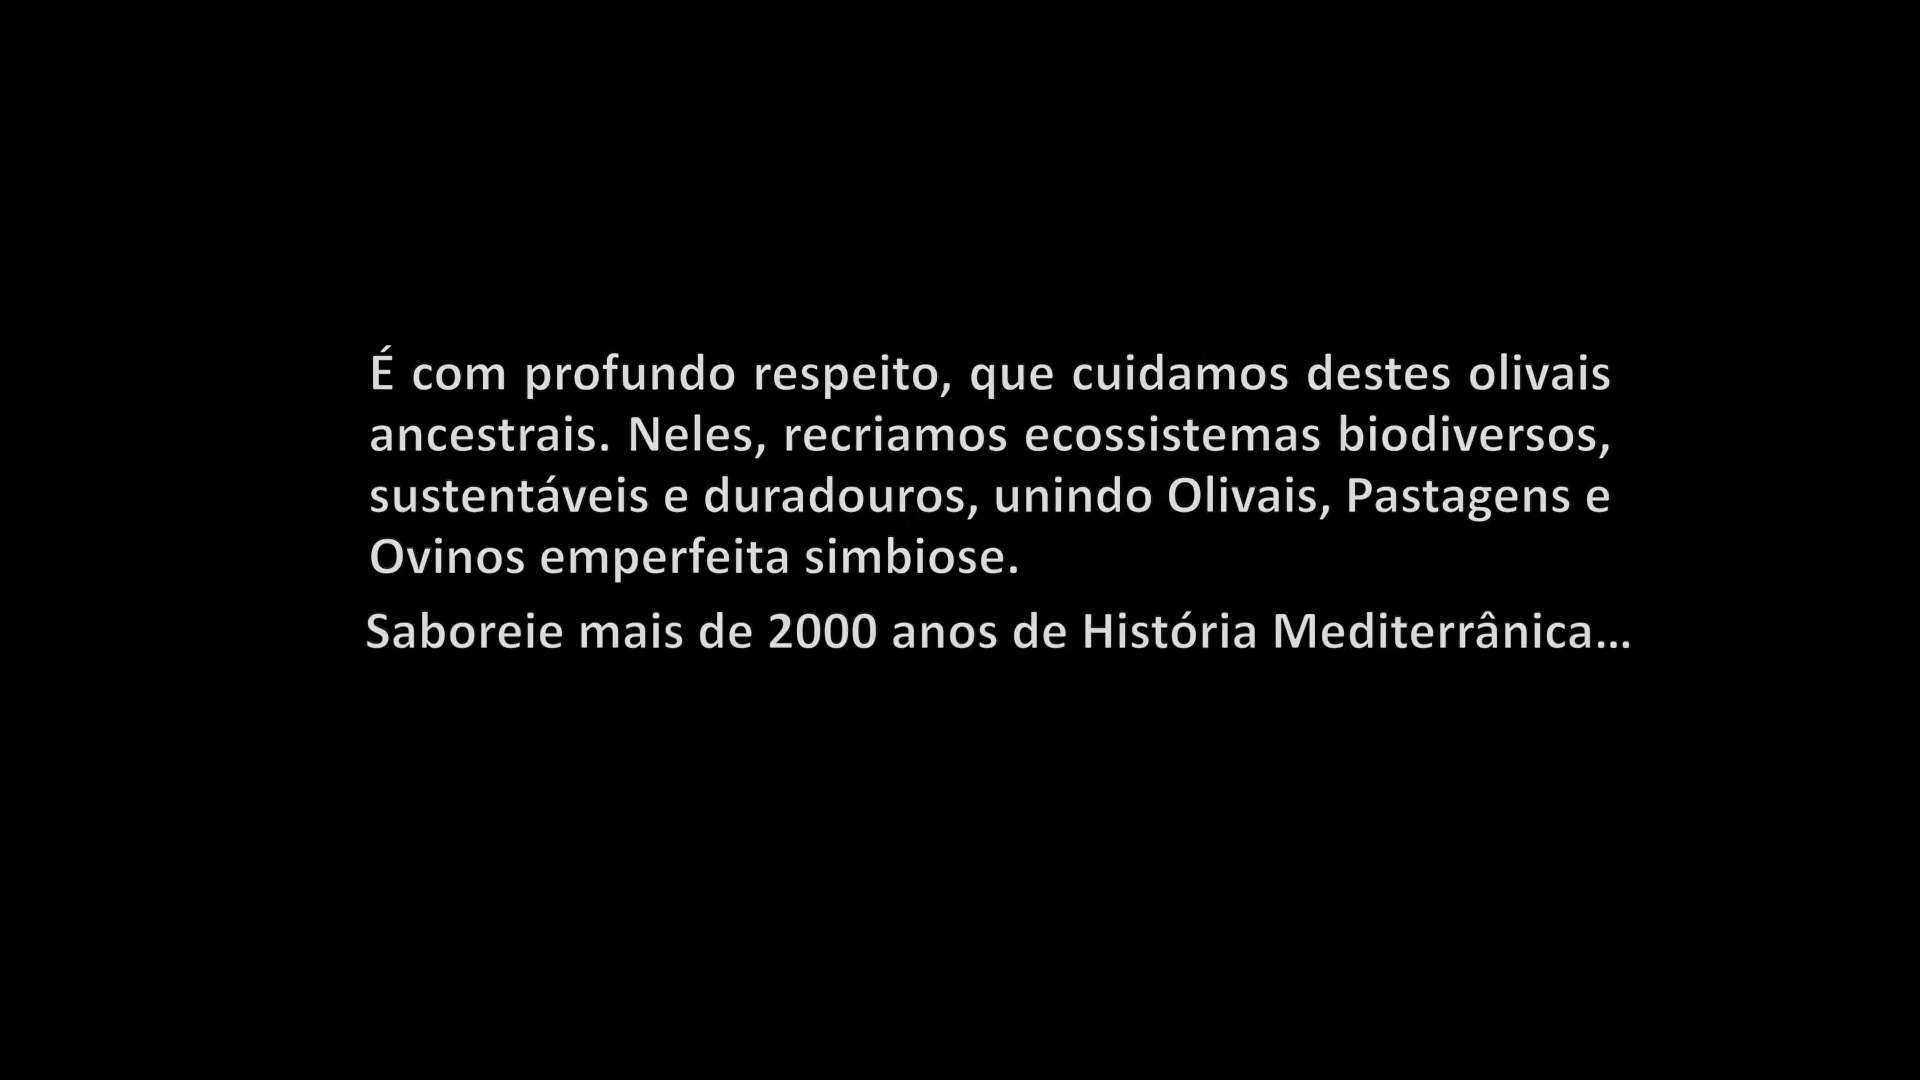 É com profundo respeito, que cuidamos destes olivais
ancestrais. Neles, recriamos ecossistemas biodiversos,
sustentáveis e duradouros, unindo Olivais, Pastagens e
Ovinos emperfeita simbiose.
Saboreie mais de 2000 anos de História Mediterrânica...